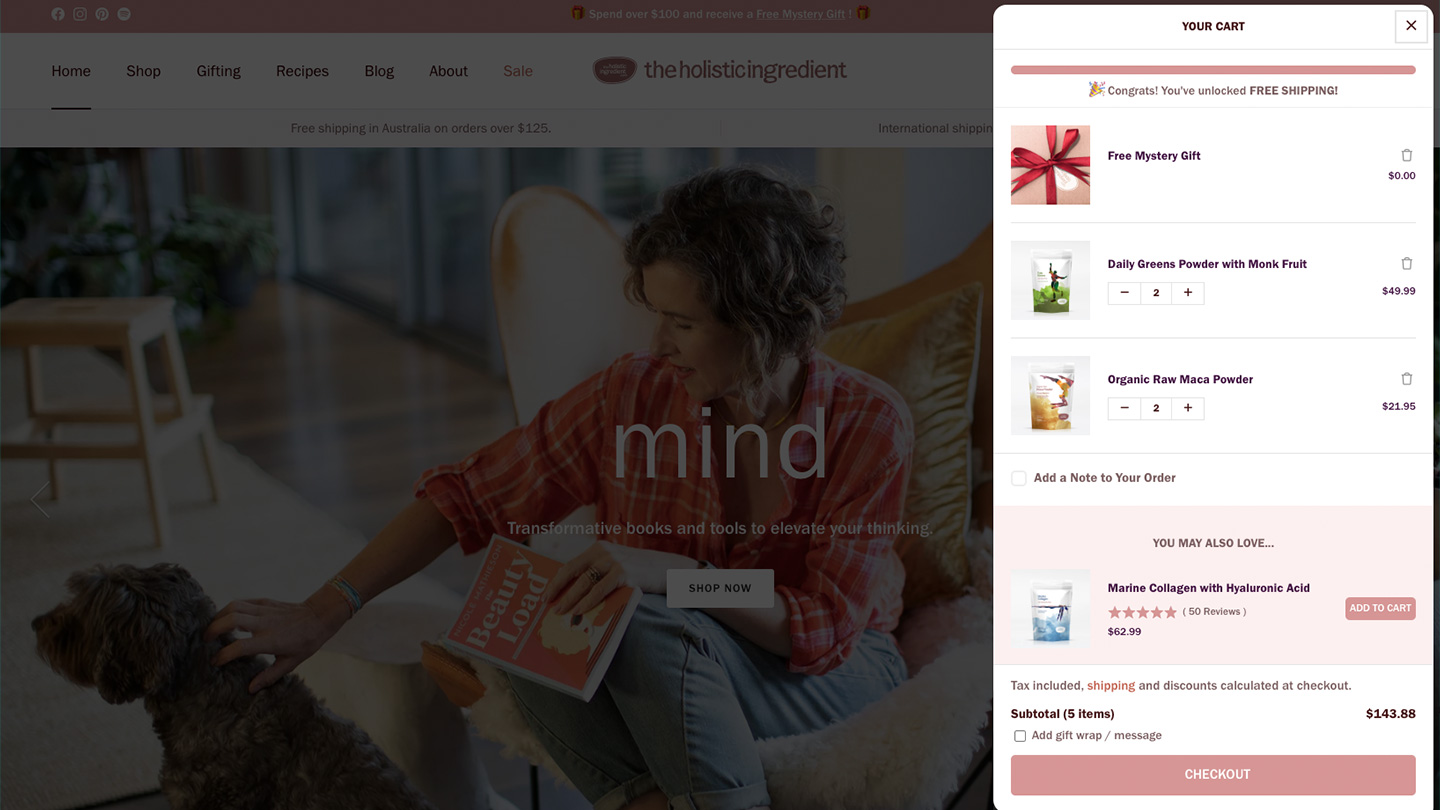 🎁 Spend over $100 and receive a Free Mystery Gift ! 🎁
Home Shop Gifting Recipes Blog About Sale
theholisticingredient
Free shipping in Australia on orders over $125.
International shippin
mind
Transformative books and tools to elevate your thinking.
SHOP NOW
NICOLE MATHIESON
Beauty
Load
YOUR CART
🎉 Congrats! You've unlocked FREE SHIPPING!
Free Mystery Gift
$0.00
Daily Greens Powder with Monk Fruit
− 2 +
$49.99
Organic Raw Maca Powder
− 2 +
$21.95
Add a Note to Your Order
YOU MAY ALSO LOVE...
Marine Collagen with Hyaluronic Acid
( 50 Reviews )
$62.99
ADD TO CART
Tax included, shipping and discounts calculated at checkout.
Subtotal (5 items) $143.88
Add gift wrap / message
CHECKOUT